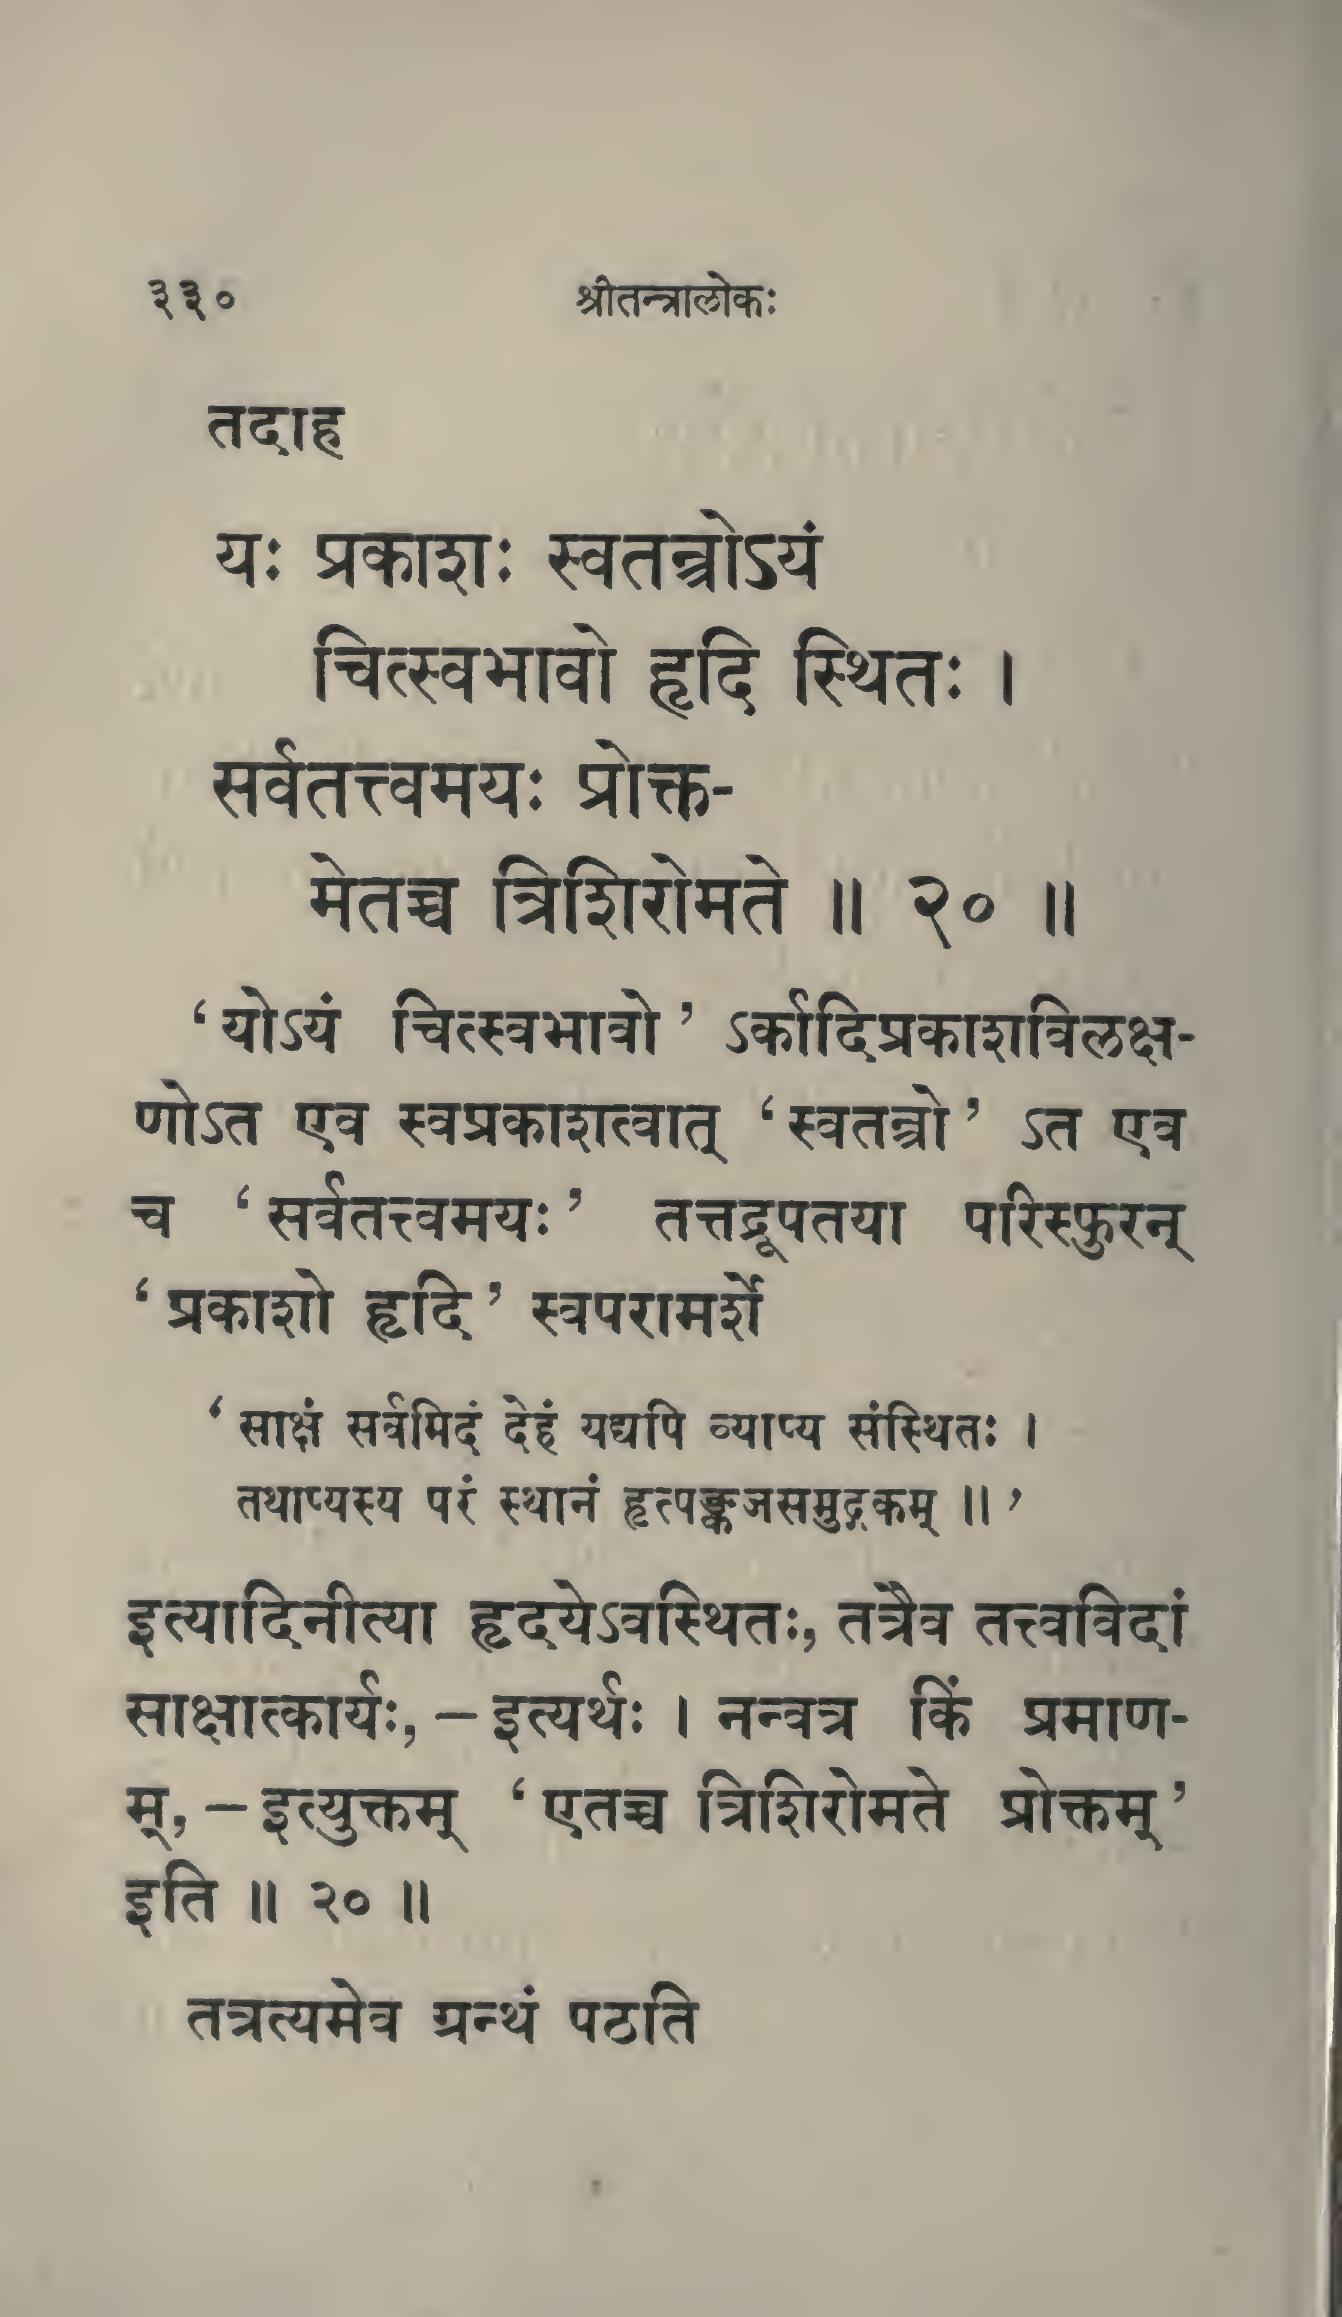 ३३० श्रीतन्त्रालोकः
तदाह
यः प्रकाशः स्वतन्त्रोऽयं
चित्स्वभावो हृदि स्थितः ।
सर्वतत्त्वमयः प्रोक्त-
मेतच्च त्रिशिरोमते ॥ २० ॥
‘योऽयं चित्स्वभावो’ ऽर्कादिप्रकाशविलक्ष-
णोऽत एव स्वप्रकाशत्वात् ‘स्वतन्त्रो’ ऽत एव
च ‘सर्वतत्त्वमयः’ तत्तद्रूपतया परिस्फुरन्
‘प्रकाशो हृदि’ स्वपरामर्शे
‘साक्षं सर्वमिदं देहं यद्यपि व्याप्य संस्थितः ।
तथाप्यस्य परं स्थानं हृत्पङ्कजसमुद्गकम् ॥’
इत्यादिनीत्या हृदयेऽवस्थितः, तत्रैव तत्त्वविदां
साक्षात्कार्यः, – इत्यर्थः । नन्वत्र किं प्रमाण-
म्, – इत्युक्तम् ‘एतच्च त्रिशिरोमते प्रोक्तम्’
इति ॥ २० ॥
तत्रत्यमेव ग्रन्थं पठति